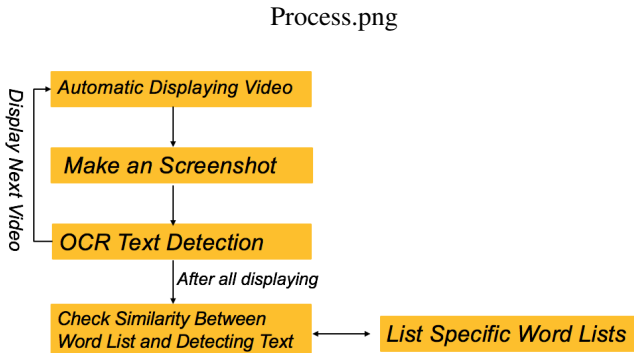 Process.png
Automatic Displaying Video
Display Next Video
Make an Screenshot
OCR Text Detection
After all displaying
Check Similarity Between
Word List and Detecting Text
List Specific Word Lists